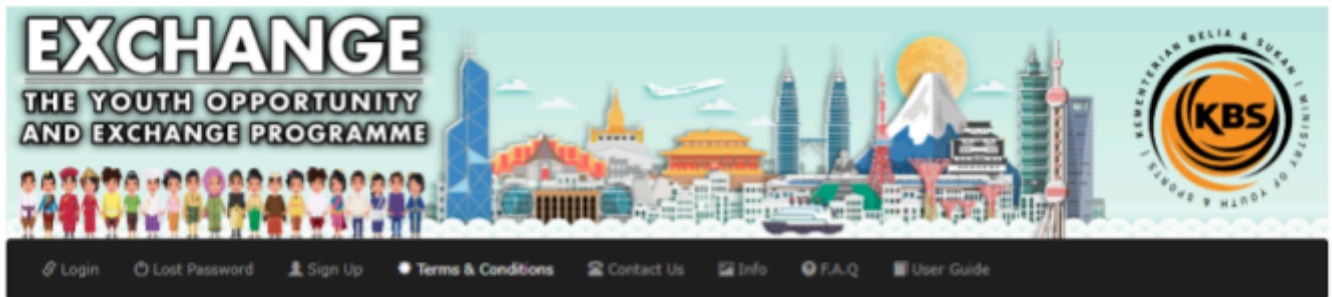 EXCHANGE
THE YOUTH OPPORTUNITY
AND EXCHANGE PROGRAMME
KEMENTERIAN BELIA & SUKAN | MINISTRY OF YOUTH & SPORTS |
KBS
Login Lost Password Sign Up Terms & Conditions Contact Us Info F.A.Q User Guide